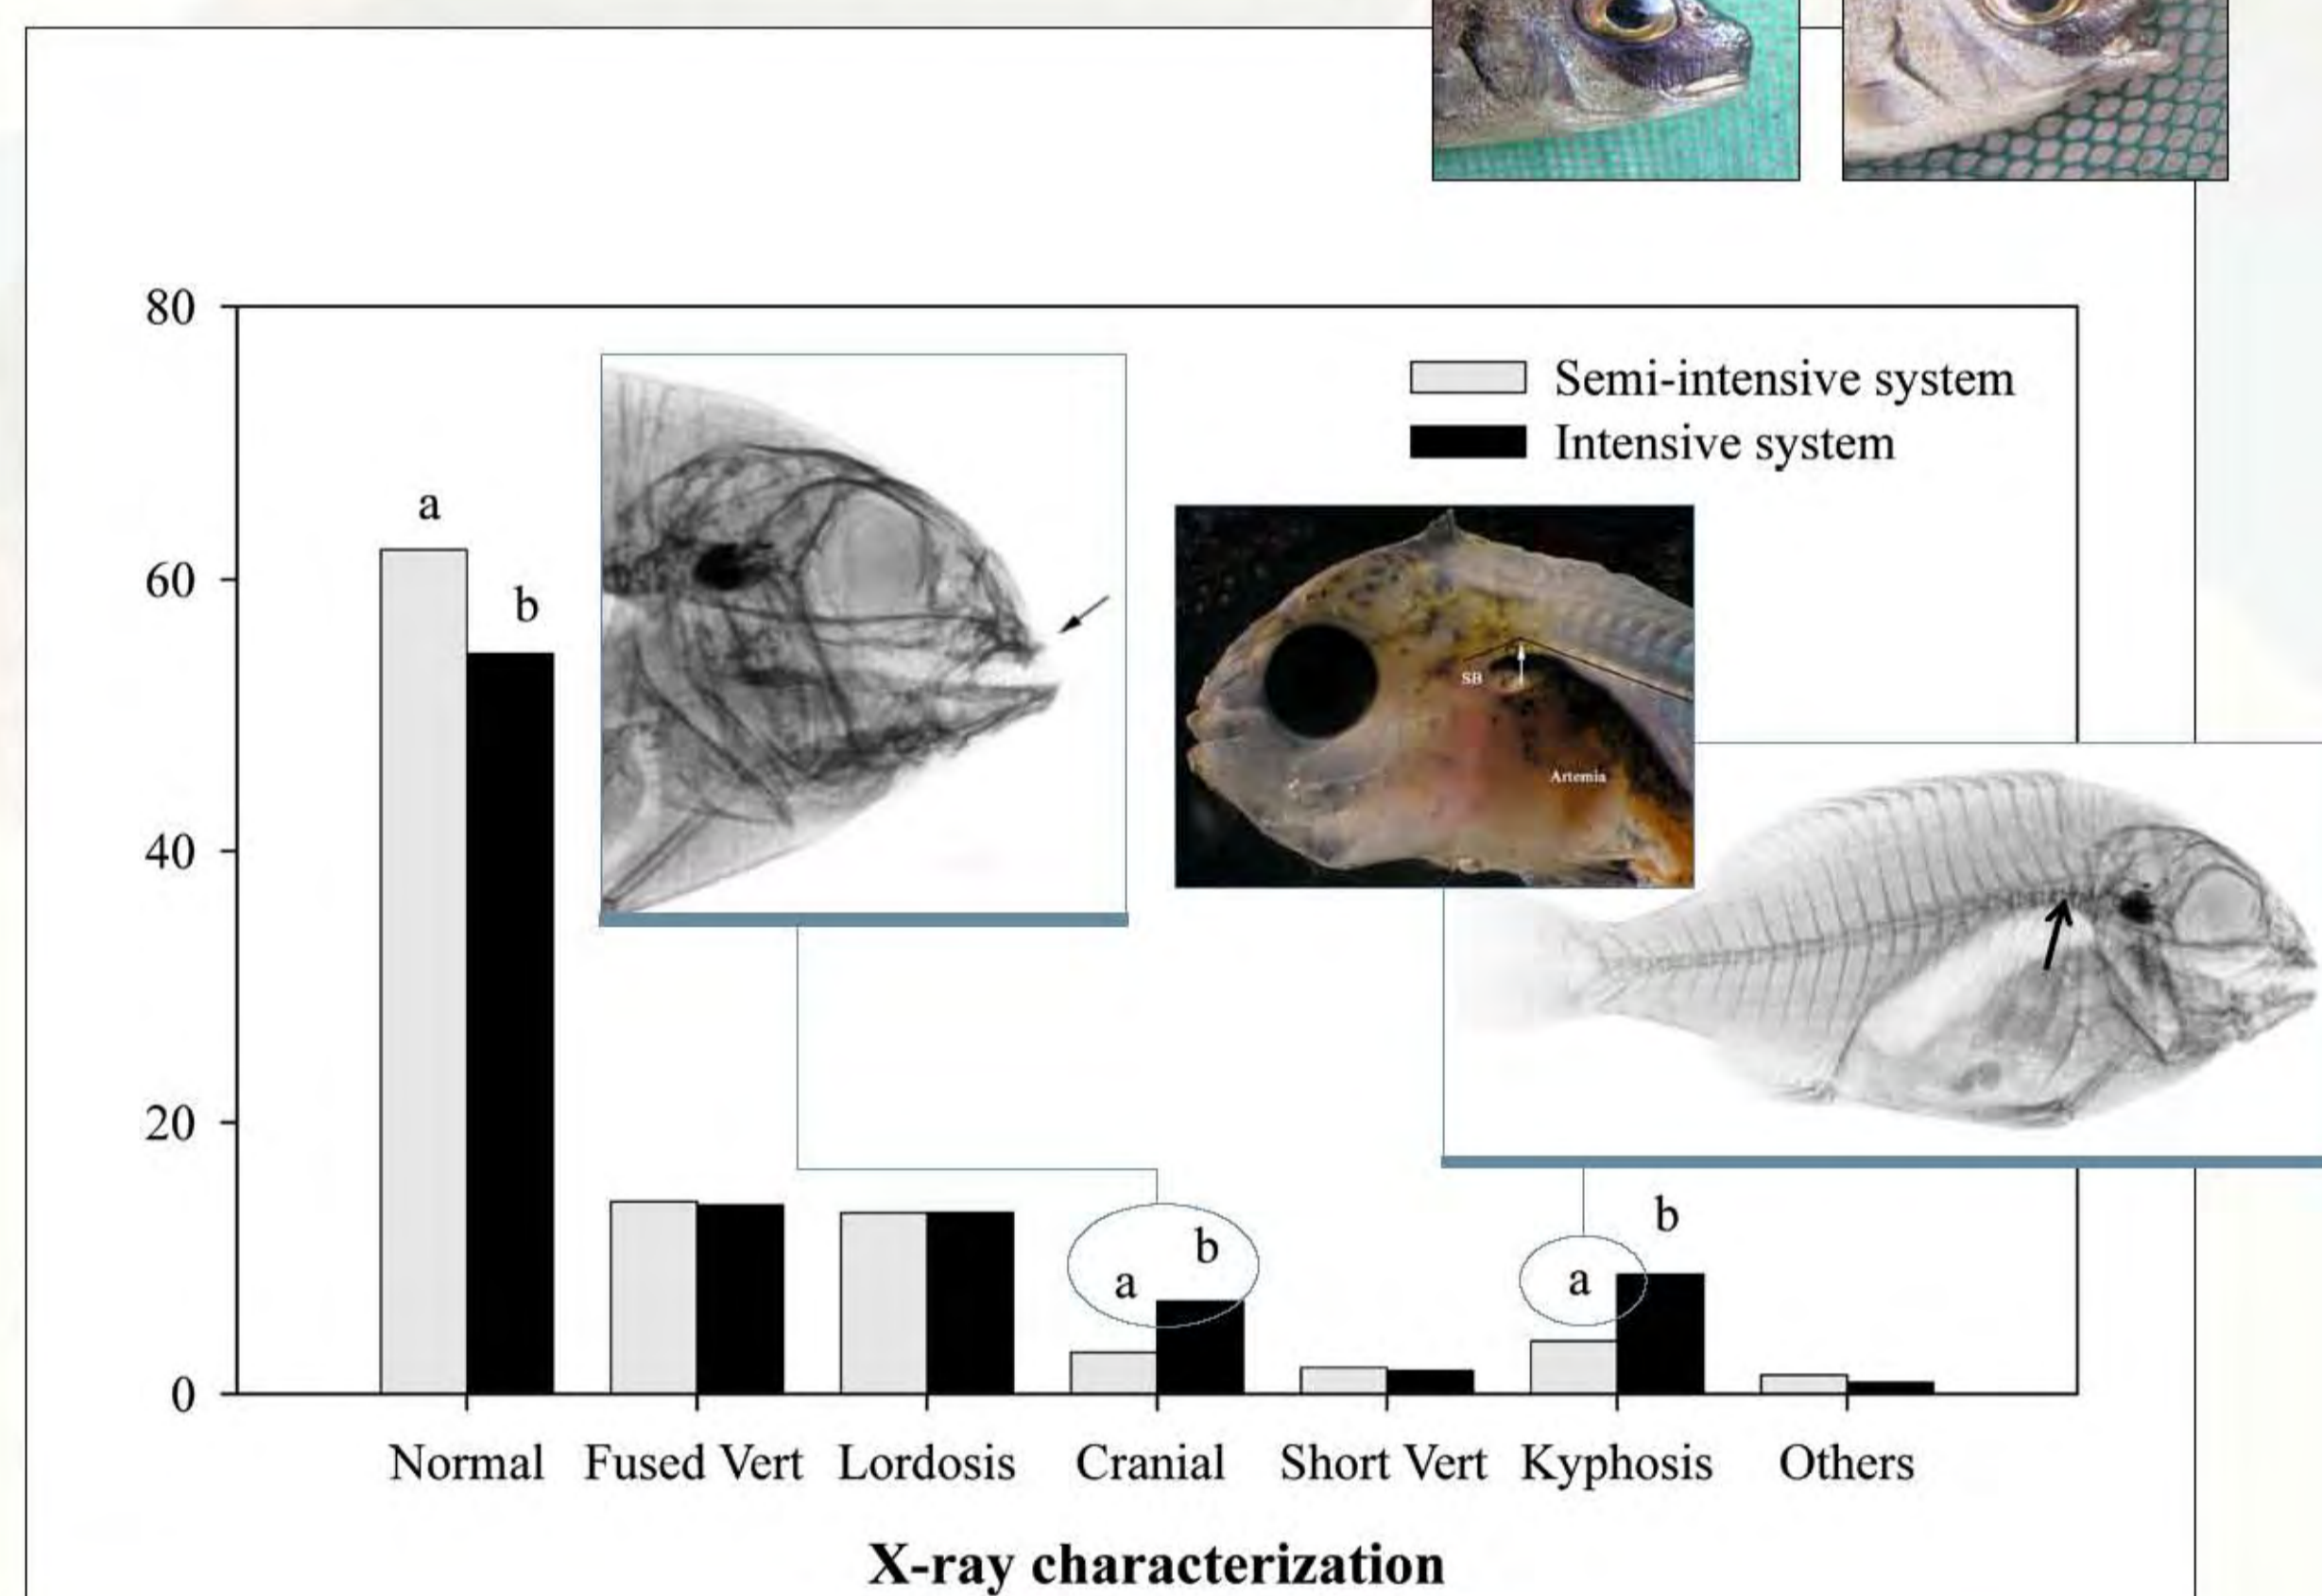 80
Semi-intensive system
Intensive system
a
60
b
SB
Artemia
40
20
b
b
a
a
0
Normal Fused Vert Lordosis Cranial Short Vert Kyphosis Others
X-ray characterization